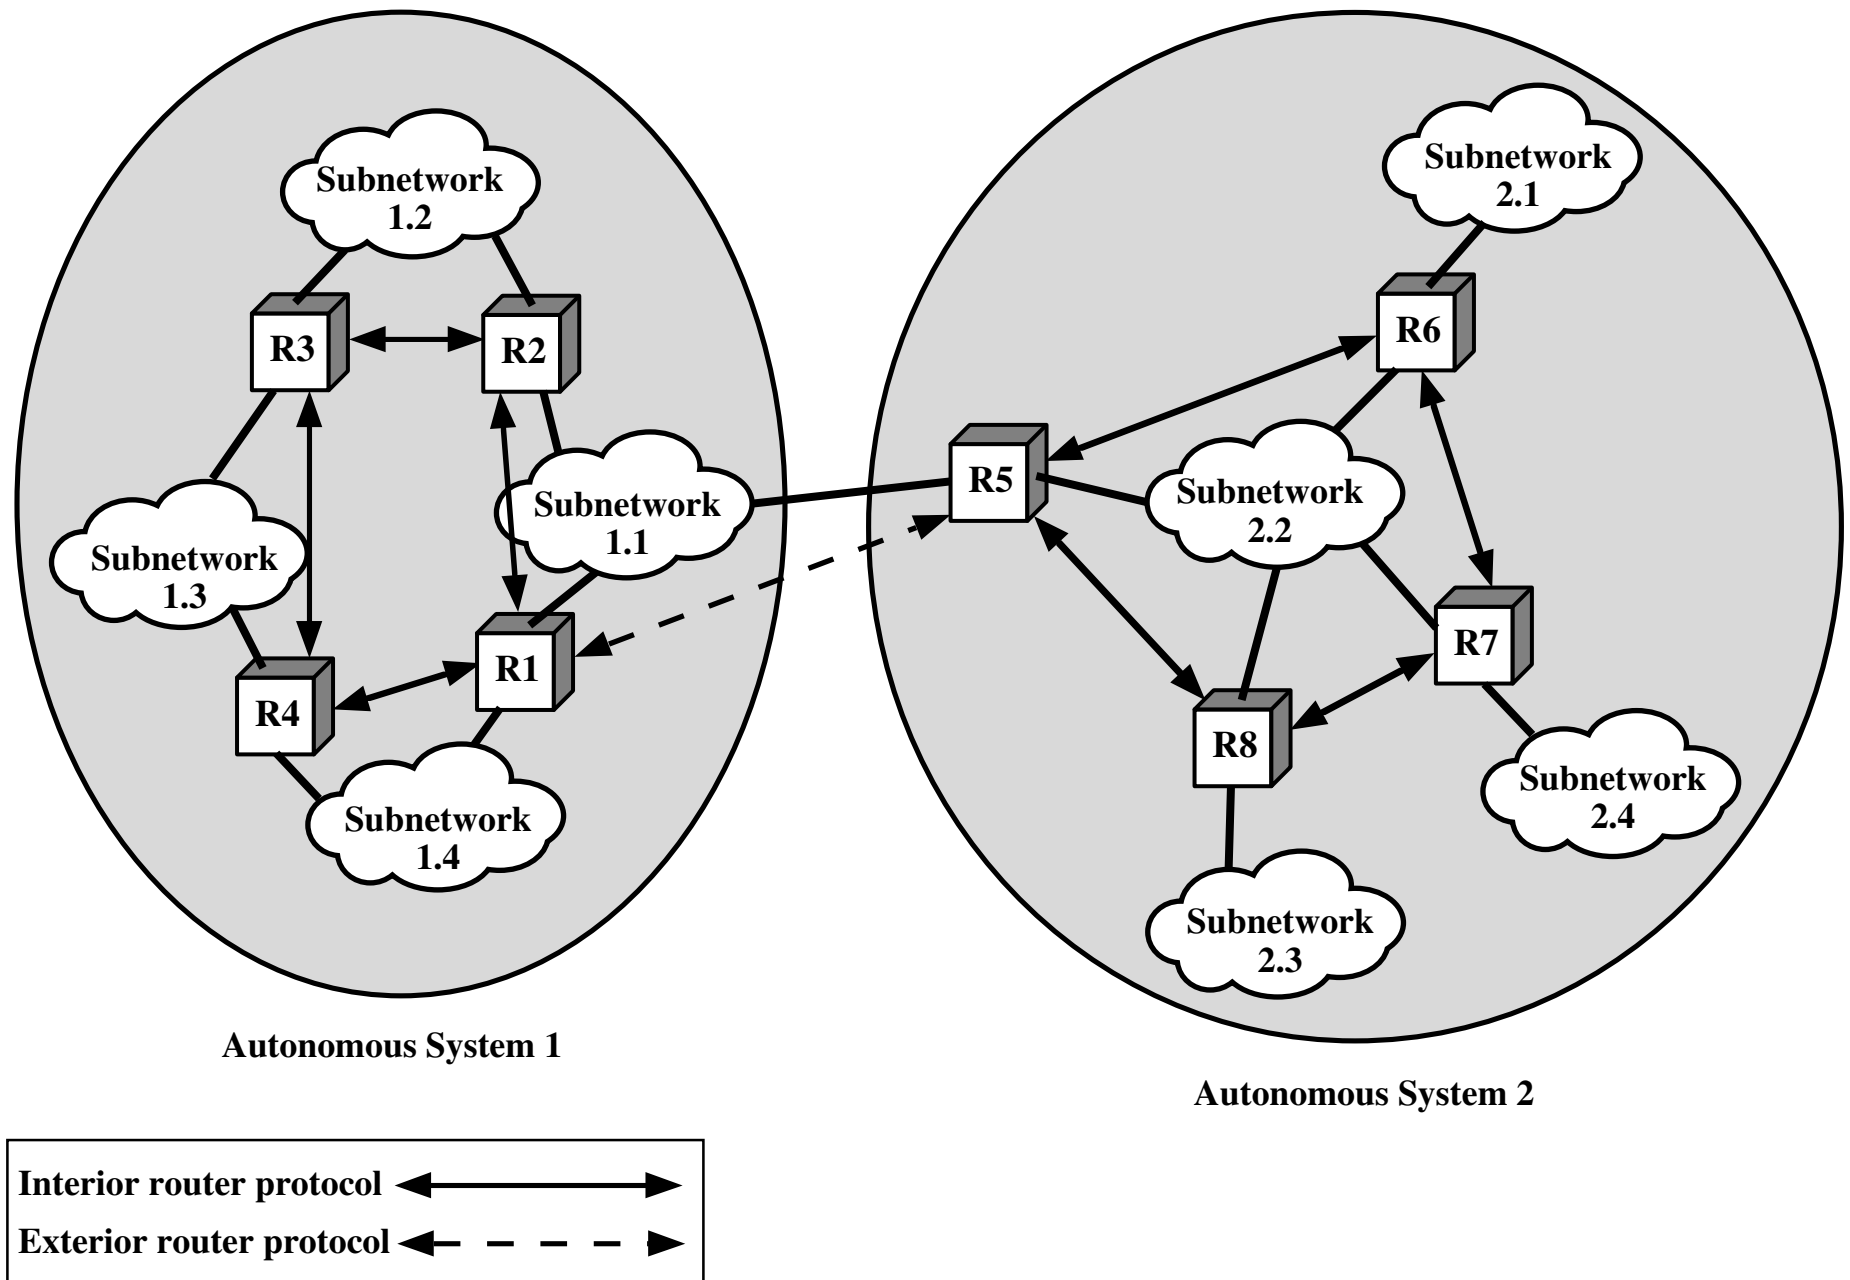 Subnetwork
1.2
R3
R2
Subnetwork
1.1
Subnetwork
1.3
R1
R4
Subnetwork
1.4
Autonomous System 1
Subnetwork
2.1
R6
R5
Subnetwork
2.2
R7
R8
Subnetwork
2.4
Subnetwork
2.3
Autonomous System 2
Interior router protocol
Exterior router protocol